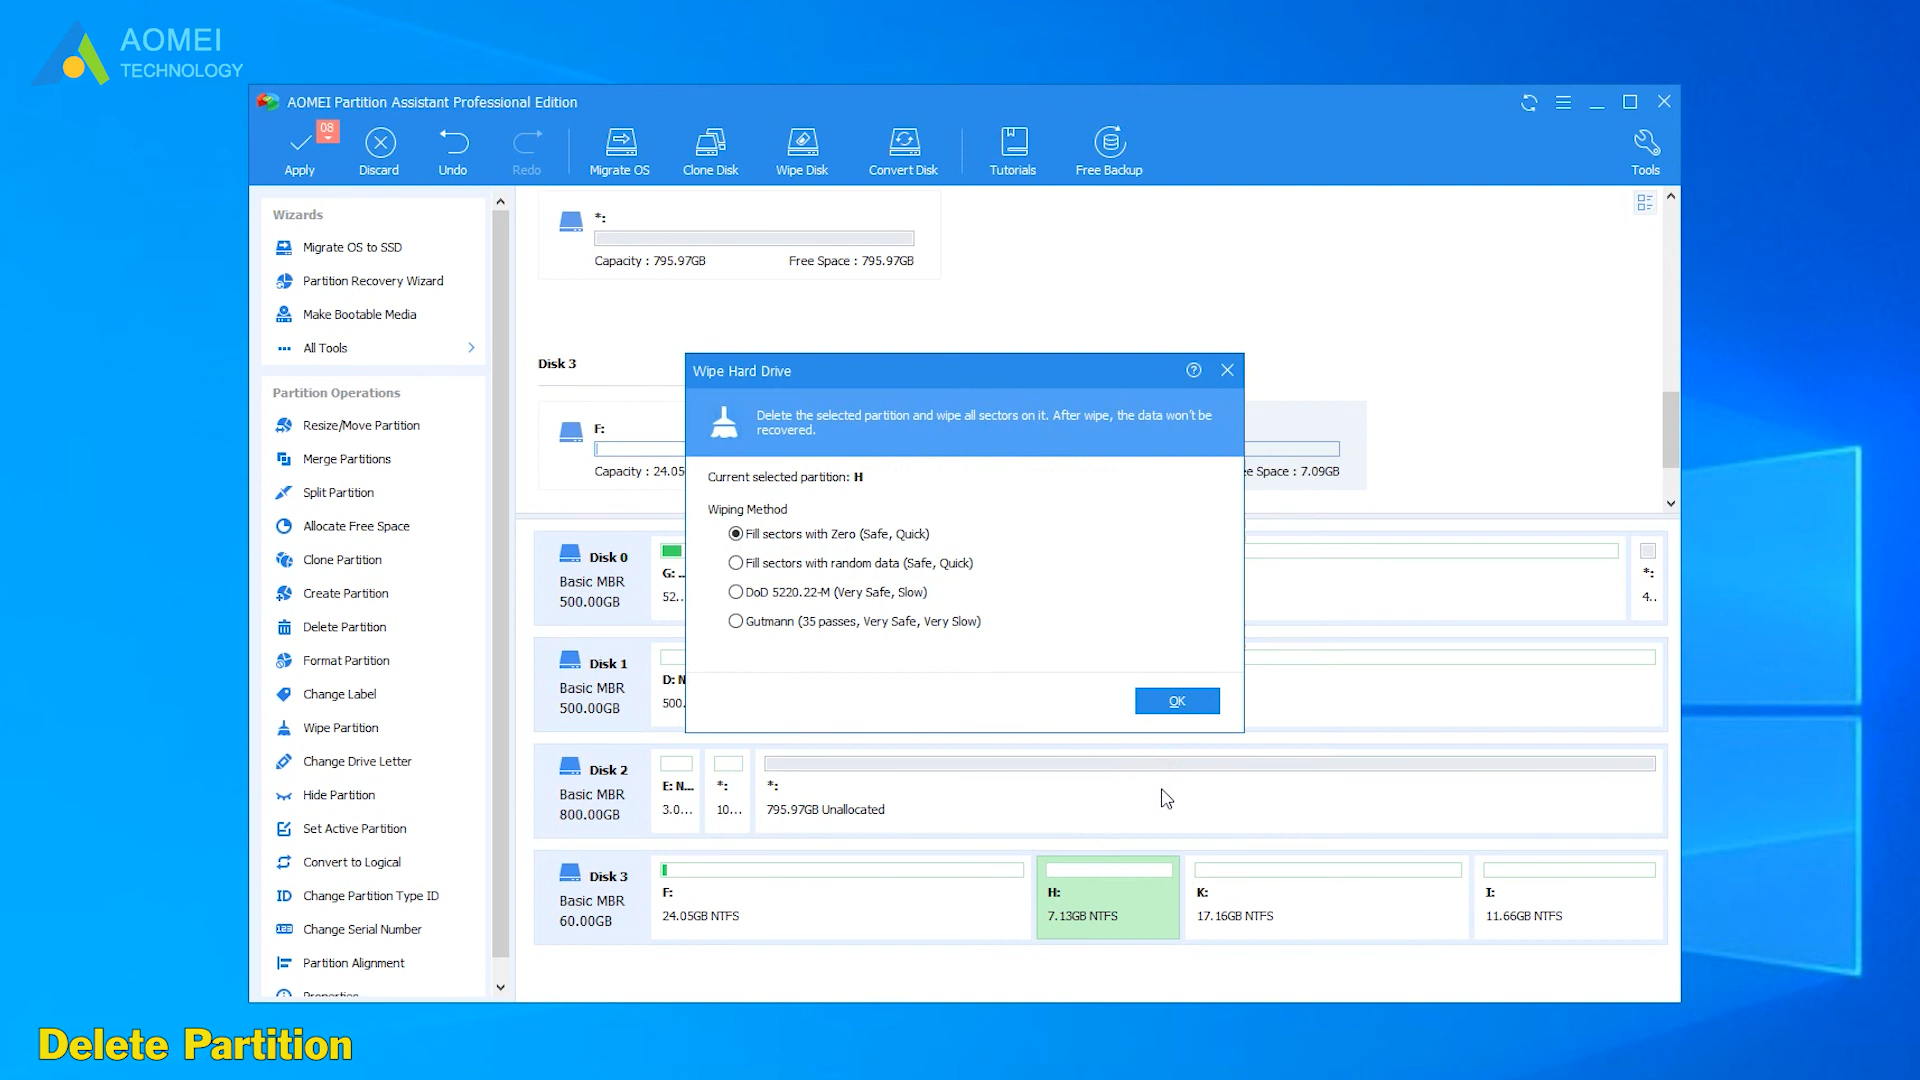 AOMEI
TECHNOLOGY
AOMEI Partition Assistant Professional Edition
08
Apply
Discard
Undo
Redo
Migrate OS
Clone Disk
Wipe Disk
Convert Disk
Tutorials
Free Backup
Tools
Wizards
Migrate OS to SSD
Partition Recovery Wizard
Make Bootable Media
All Tools
Partition Operations
Resize/Move Partition
Merge Partitions
Split Partition
Allocate Free Space
Clone Partition
Create Partition
Delete Partition
Format Partition
Change Label
Wipe Partition
Change Drive Letter
Hide Partition
Set Active Partition
Convert to Logical
Change Partition Type ID
Change Serial Number
Partition Alignment
Properties
*:
Capacity : 795.97GB Free Space : 795.97GB
Disk 3
F:
Capacity : 24.05
e Space : 7.09GB
Wipe Hard Drive
Delete the selected partition and wipe all sectors on it. After wipe, the data won't be
recovered.
Current selected partition: H
Wiping Method
Fill sectors with Zero (Safe, Quick)
Fill sectors with random data (Safe, Quick)
DoD 5220.22-M (Very Safe, Slow)
Gutmann (35 passes, Very Safe, Very Slow)
OK
Disk 0
Basic MBR
500.00GB
G: ...
52..
*:
4..
Disk 1
Basic MBR
500.00GB
D: N
500.
Disk 2
Basic MBR
800.00GB
E: N...
3.0...
*:
10...
*:
795.97GB Unallocated
Disk 3
Basic MBR
60.00GB
F:
24.05GB NTFS
H:
7.13GB NTFS
K:
17.16GB NTFS
I:
11.66GB NTFS
Delete Partition